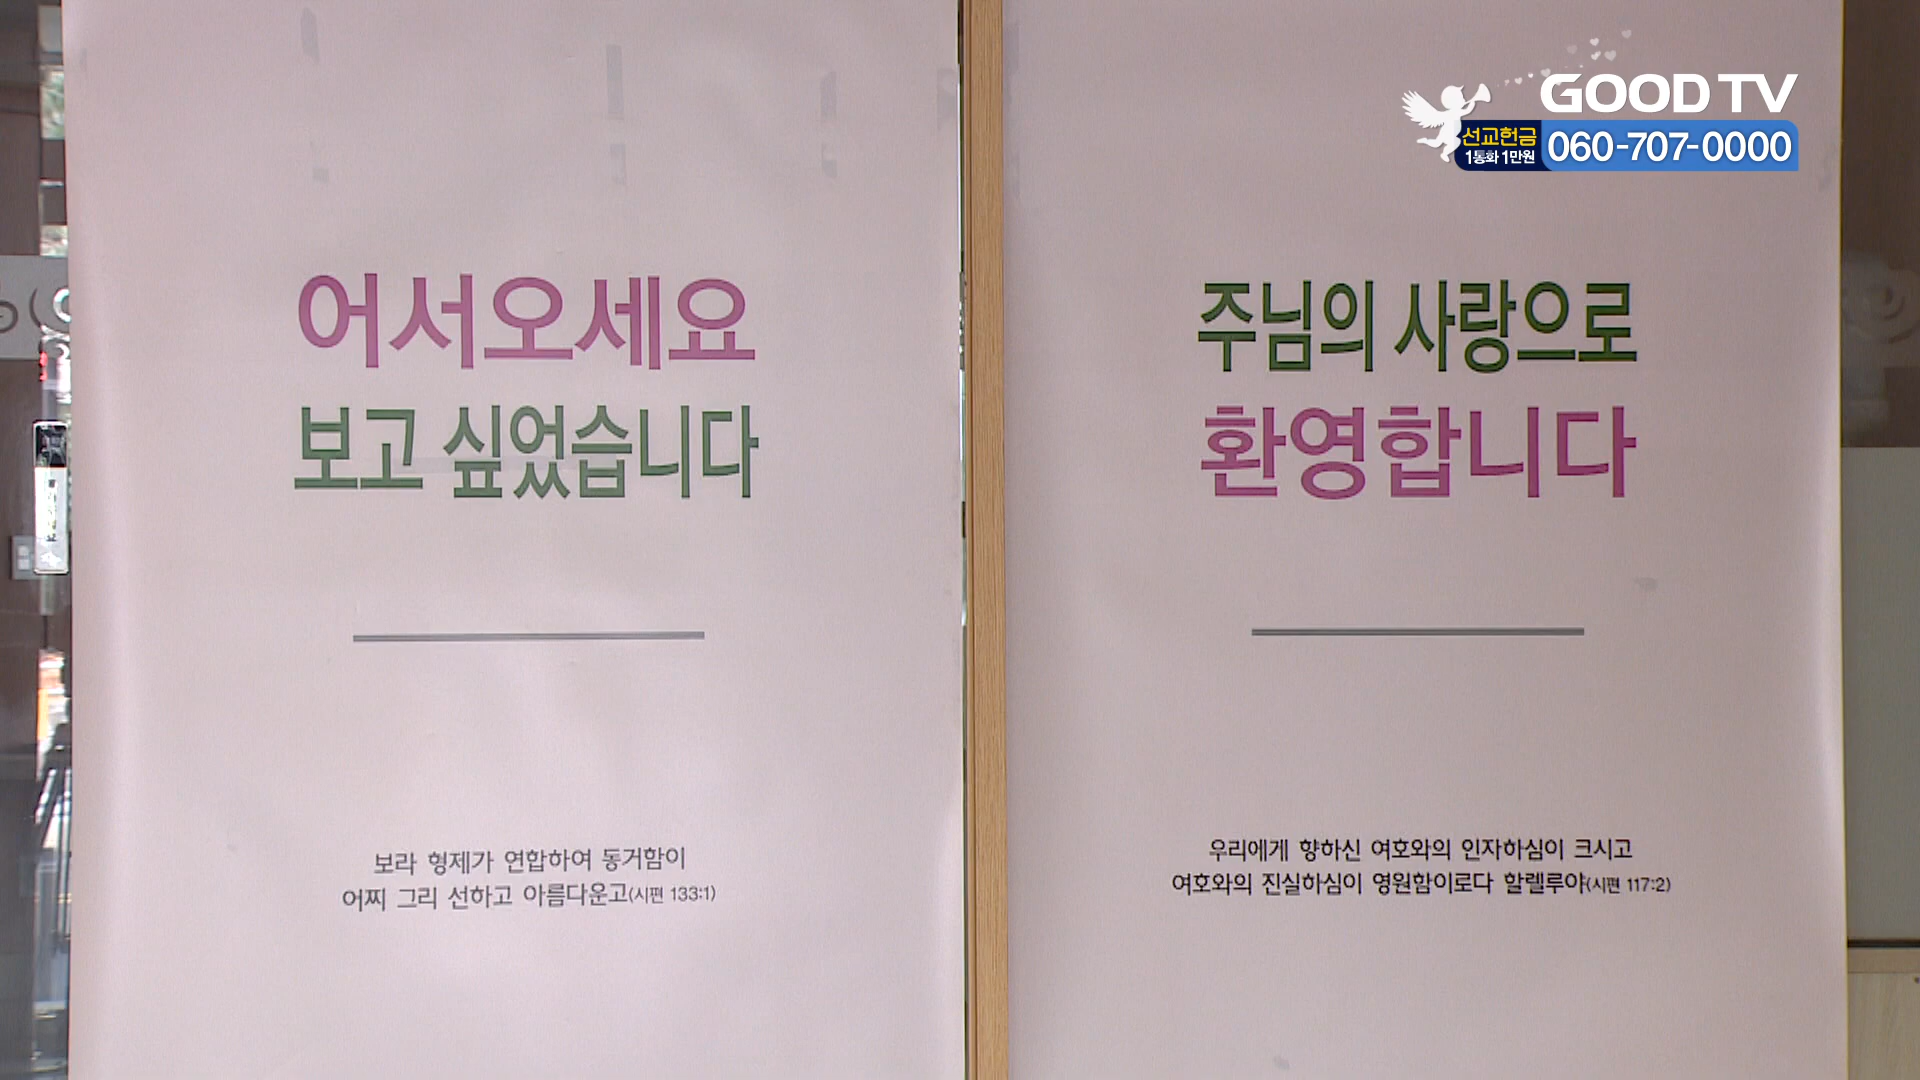 GOOD TV
선교헌금
1통화 1만원
060-707-0000
어서오세요
보고 싶었습니다
보라 형제가 연합하여 동거함이
어찌 그리 선하고 아름다운고(시편 133:1)
주님의 사랑으로
환영합니다
우리에게 향하신 여호와의 인자하심이 크시고
여호와의 진실하심이 영원함이로다 할렐루야(시편 117:2)